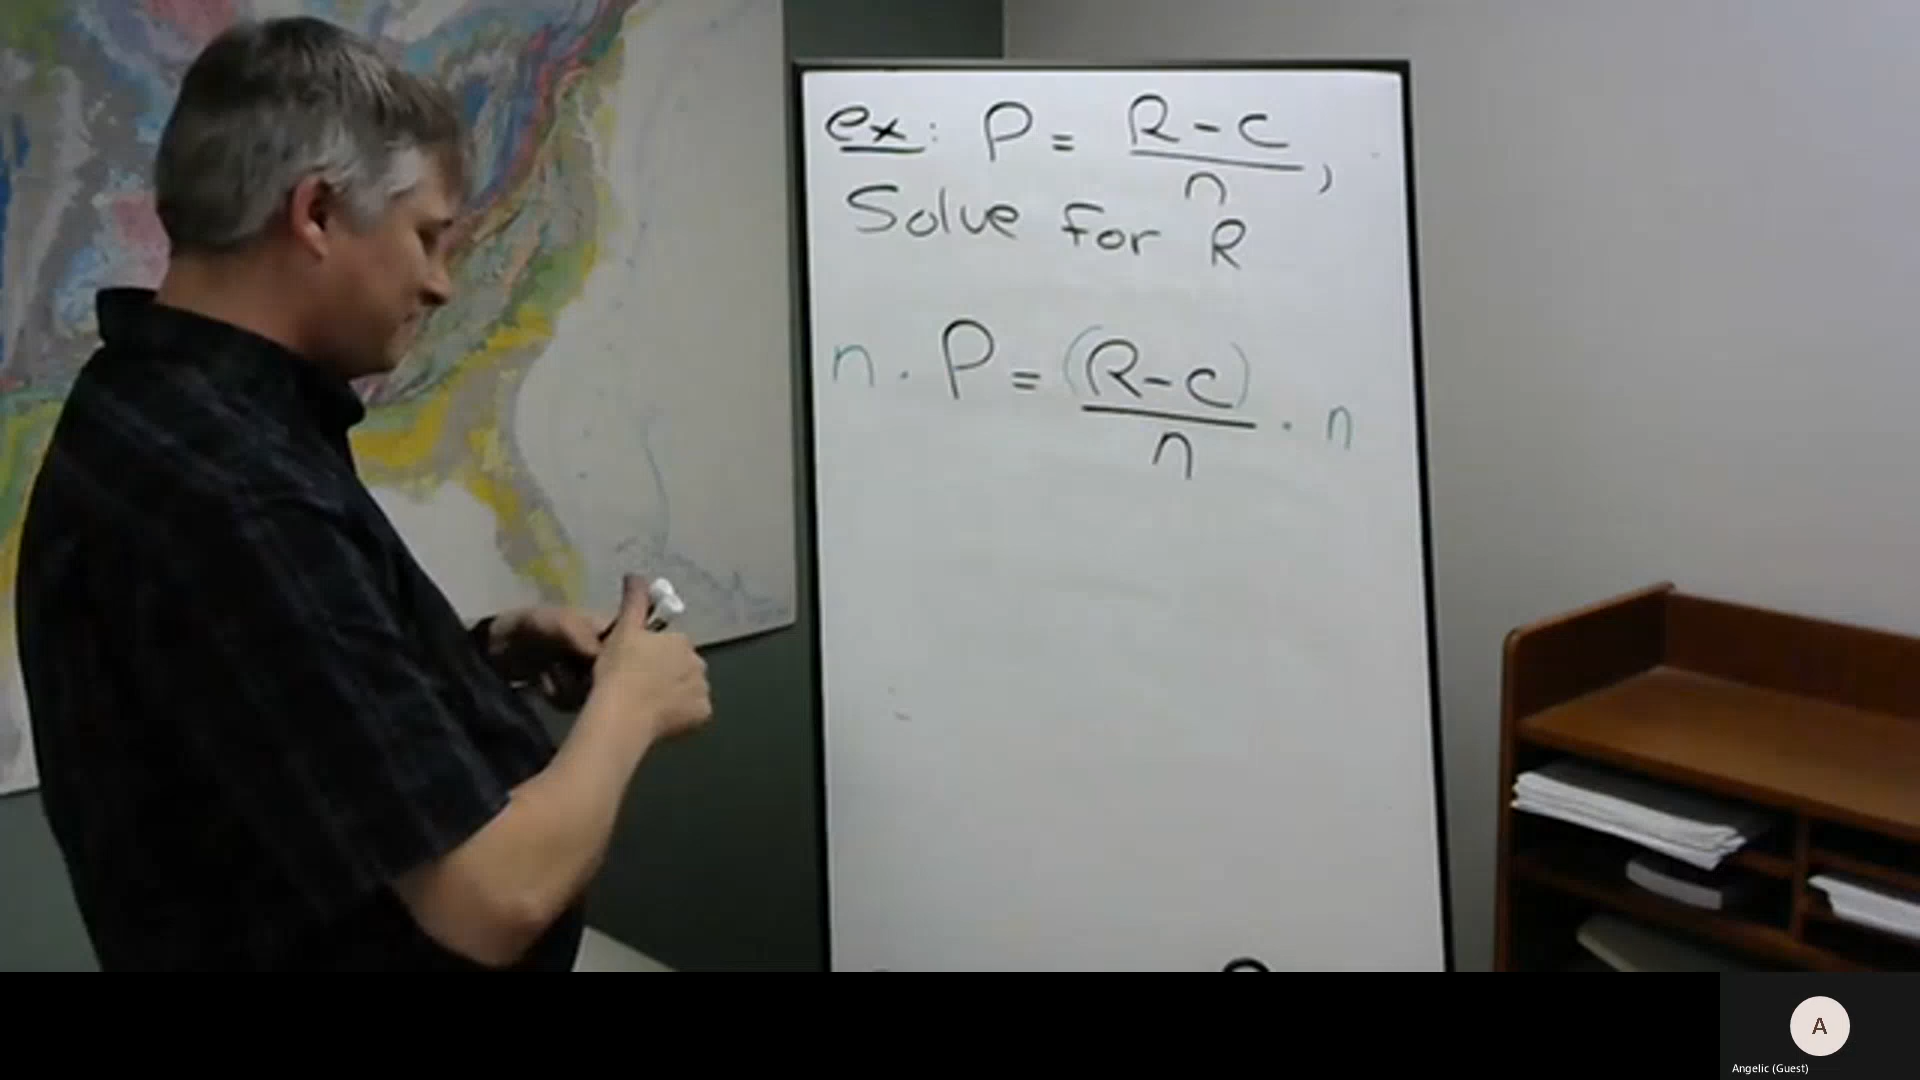 ex: P = R - C / n ,
Solve for R
n · P = (R - C) / n · n
A
Angelic (Guest)